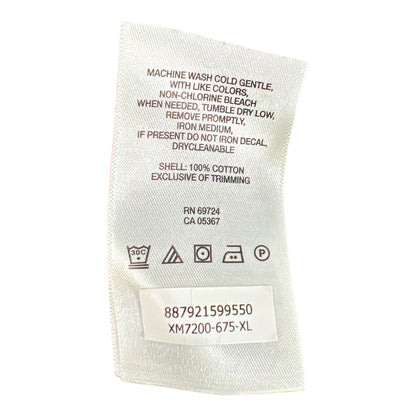 MACHINE WASH COLD GENTLE,
WITH LIKE COLORS,
NON-CHLORINE BLEACH
WHEN NEEDED, TUMBLE DRY LOW,
REMOVE PROMPTLY,
IRON MEDIUM,
IF PRESENT DO NOT IRON DECAL,
DRYCLEANABLE
SHELL: 100% COTTON
EXCLUSIVE OF TRIMMING
RN 69724
CA 05367
30C P
887921599550
XM7200-675-XL